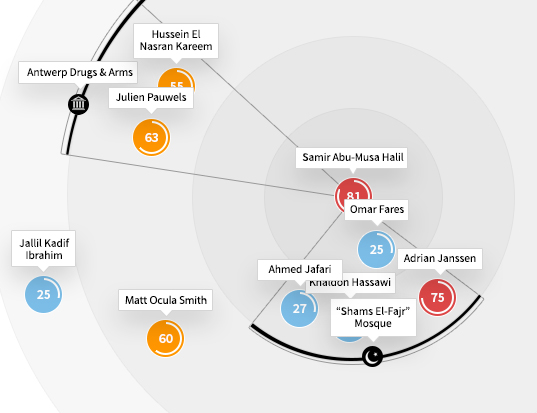 Hussein El
Nasran Kareem
55
Antwerp Drugs & Arms
Julien Pauwels
63
Samir Abu-Musa Halil
81
Omar Fares
25
Jallil Kadif
Ibrahim
25
Adrian Janssen
75
Ahmed Jafari
27
Khaldon Hassawi
Matt Ocula Smith
60
“Shams El-Fajr”
Mosque